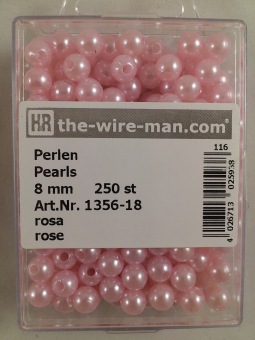 HR the-wire-man.com®
116
Perlen
Pearls
8 mm 250 st
Art.Nr. 1356-18
rosa
rose
4 026713 025958